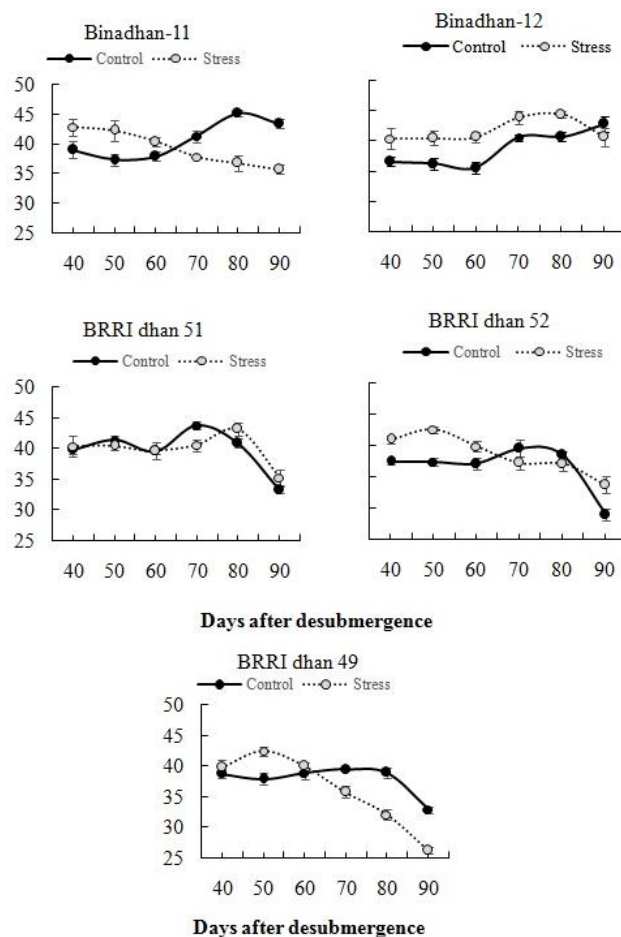 Binadhan-11
Control Stress
50
45
40
35
30
25
40 50 60 70 80 90
Binadhan-12
Control Stress
40 50 60 70 80 90
BRRI dhan 51
Control Stress
50
45
40
35
30
25
40 50 60 70 80 90
BRRI dhan 52
Control Stress
40 50 60 70 80 90
Days after desubmergence
BRRI dhan 49
Control Stress
50
45
40
35
30
25
40 50 60 70 80 90
Days after desubmergence